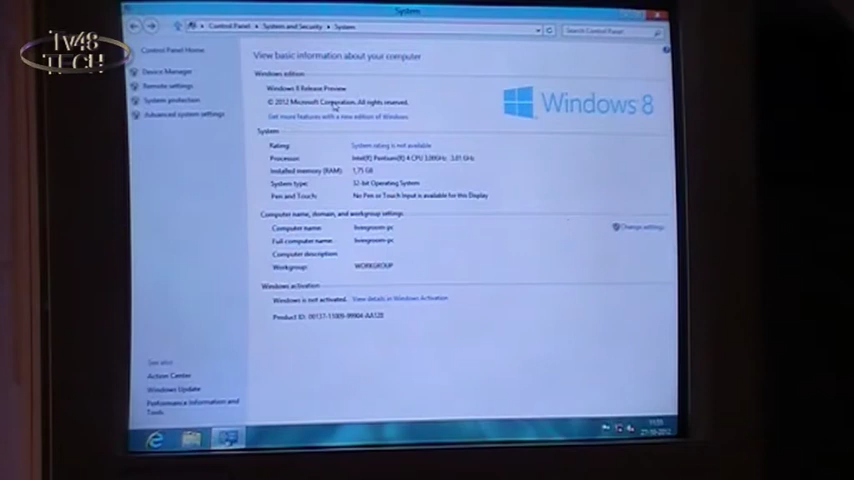 System
Control Panel ▸ System and Security ▸ System
Search Control Panel
TV48
TECH
Control Panel Home
Device Manager
Remote settings
System protection
Advanced system settings
View basic information about your computer
Windows edition
Windows 8 Release Preview
© 2012 Microsoft Corporation. All rights reserved.
Get more features with a new edition of Windows
Windows 8
System
Rating: System rating is not available
Processor: Intel(R) Pentium(R) 4 CPU 3.00GHz 3.01 GHz
Installed memory (RAM): 1,75 GB
System type: 32-bit Operating System
Pen and Touch: No Pen or Touch Input is available for this Display
Computer name, domain, and workgroup settings
Computer name: livingroom-pc
Change settings
Full computer name: livingroom-pc
Computer description:
Workgroup: WORKGROUP
Windows activation
Windows is not activated. View details in Windows Activation
Product ID:
See also
Action Center
Windows Update
Performance Information and
Tools